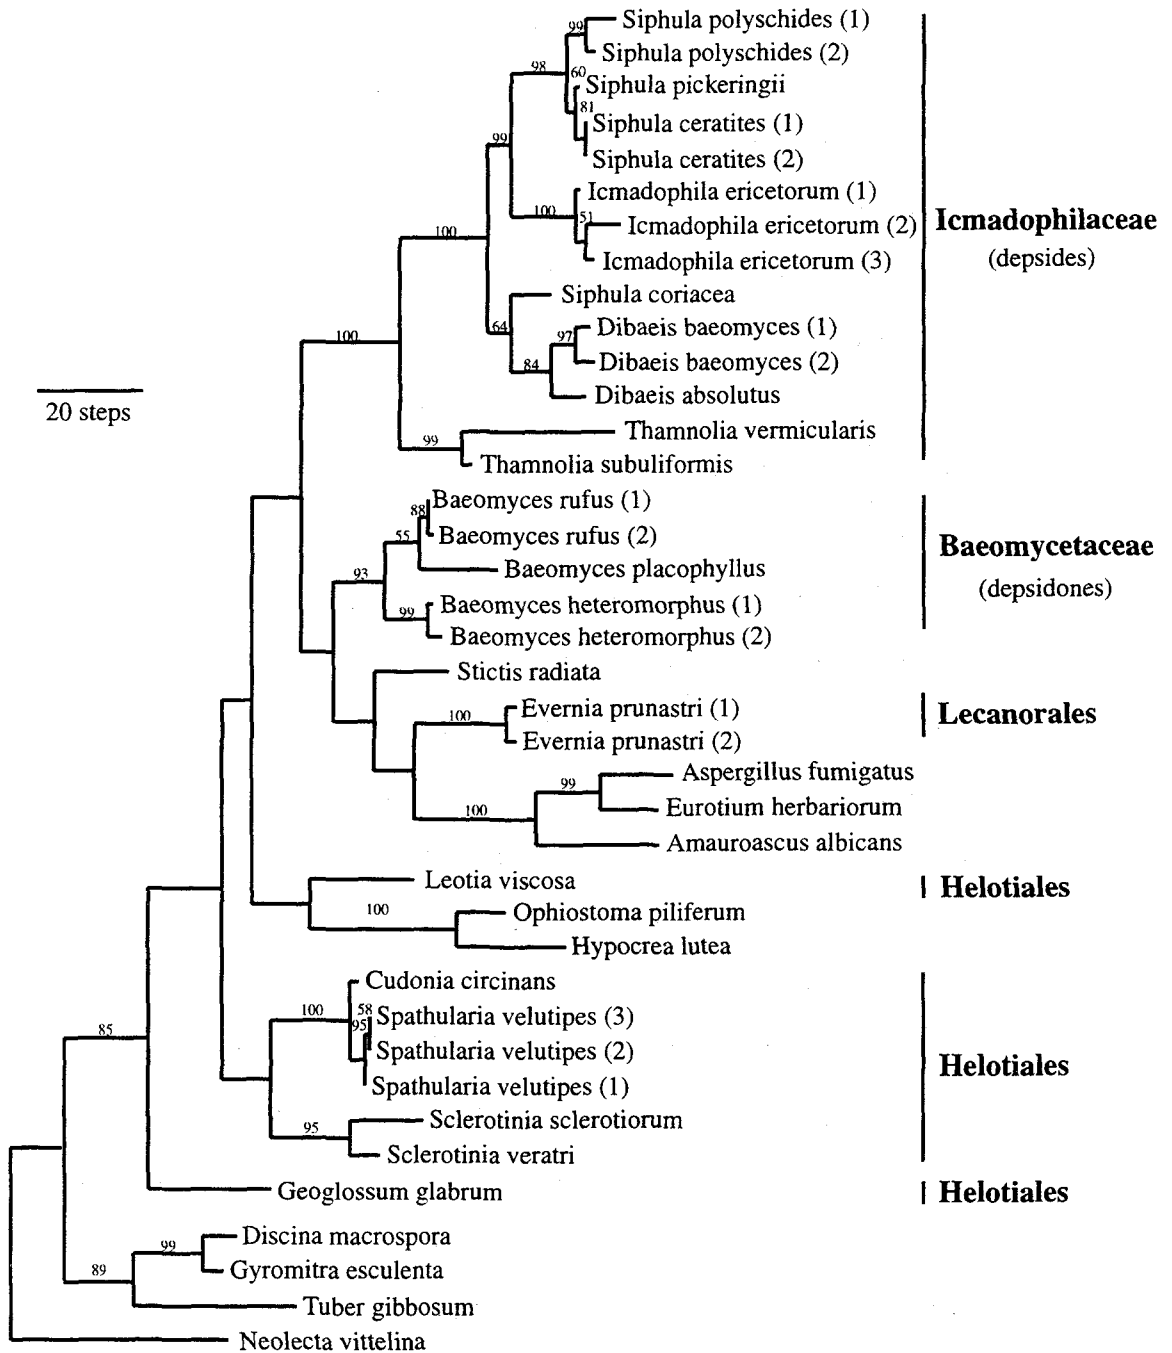 99 Siphula polyschides (1)
Siphula polyschides (2)
98
60 Siphula pickeringii
81
Siphula ceratites (1)
99
Siphula ceratites (2)
Icmadophila ericetorum (1)
100 51
Icmadophila ericetorum (2)
Icmadophilaceae
(depsides)
100
Icmadophila ericetorum (3)
Siphula coriacea
64
97 Dibaeis baeomyces (1)
100
84 Dibaeis baeomyces (2)
Dibaeis absolutus
20 steps
Thamnolia vermicularis
99
Thamnolia subuliformis
Baeomyces rufus (1)
88
55 Baeomyces rufus (2)
Baeomycetaceae
(depsidones)
93
Baeomyces placophyllus
99 Baeomyces heteromorphus (1)
Baeomyces heteromorphus (2)
Stictis radiata
100 Evernia prunastri (1)
Lecanorales
Evernia prunastri (2)
Aspergillus fumigatus
99
Eurotium herbariorum
100
Amauroascus albicans
Leotia viscosa
Helotiales
100 Ophiostoma piliferum
Hypocrea lutea
Cudonia circinans
100 58 Spathularia velutipes (3)
95
Spathularia velutipes (2)
Helotiales
Spathularia velutipes (1)
85
Sclerotinia sclerotiorum
95
Sclerotinia veratri
Geoglossum glabrum
Helotiales
Discina macrospora
99
Gyromitra esculenta
89
Tuber gibbosum
Neolecta vittelina